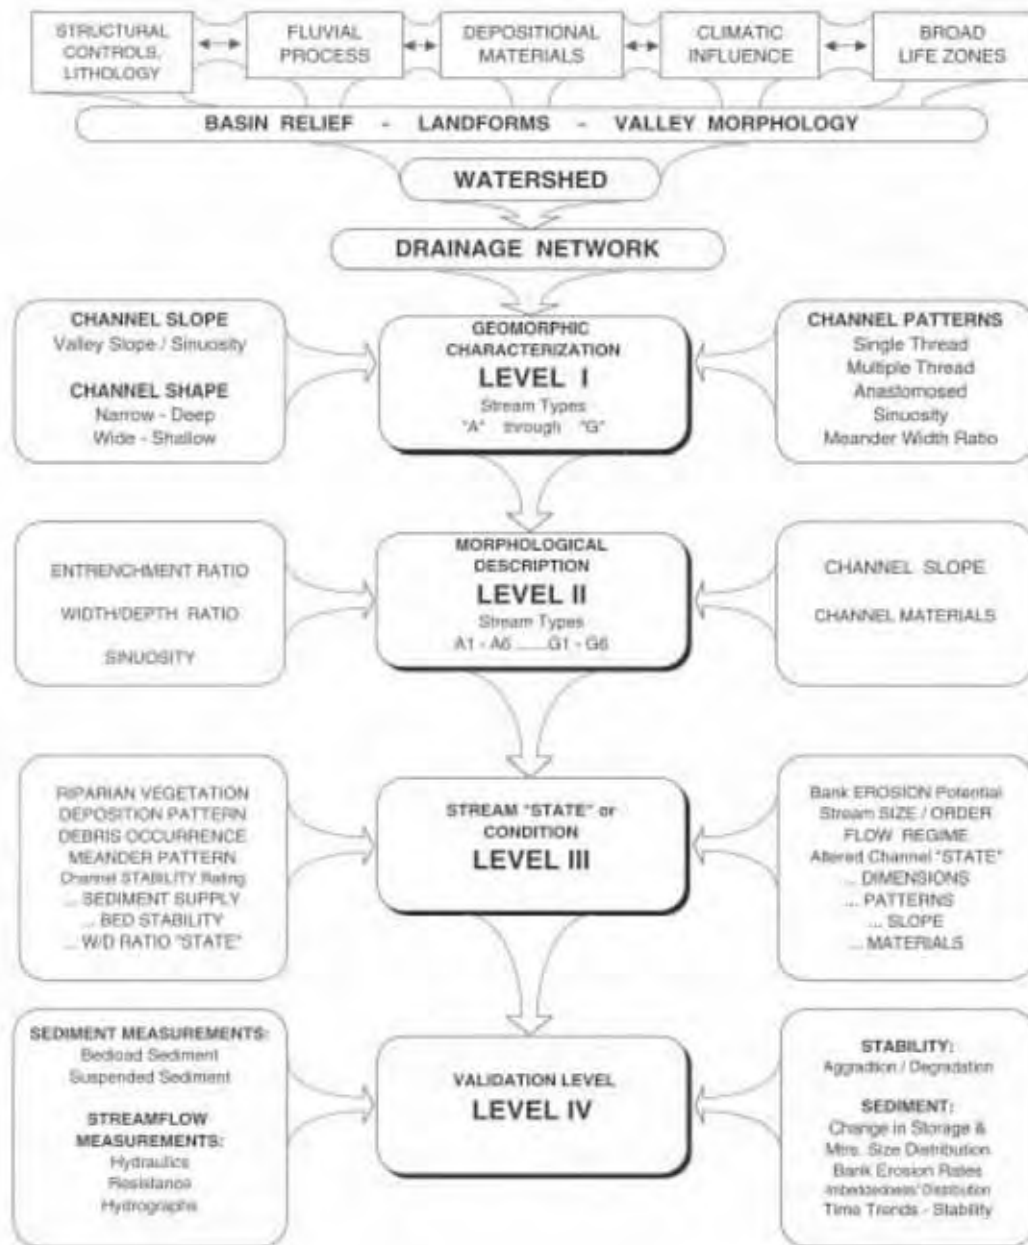 STRUCTURAL
CONTROLS,
LITHOLOGY
FLUVIAL
PROCESS
DEPOSITIONAL
MATERIALS
CLIMATIC
INFLUENCE
BROAD
LIFE ZONES
BASIN RELIEF - LANDFORMS - VALLEY MORPHOLOGY
WATERSHED
DRAINAGE NETWORK
CHANNEL SLOPE
Valley Slope / Sinuosity
CHANNEL SHAPE
Narrow - Deep
Wide - Shallow
GEOMORPHIC
CHARACTERIZATION
LEVEL I
Stream Types
"A" through "G"
CHANNEL PATTERNS
Single Thread
Multiple Thread
Anastomosed
Sinuosity
Meander Width Ratio
ENTRENCHMENT RATIO
WIDTH/DEPTH RATIO
SINUOSITY
MORPHOLOGICAL
DESCRIPTION
LEVEL II
Stream Types
A1 - A6 ......G1 - G6
CHANNEL SLOPE
CHANNEL MATERIALS
RIPARIAN VEGETATION
DEPOSITION PATTERN
DEBRIS OCCURRENCE
MEANDER PATTERN
Channel STABILITY Rating
... SEDIMENT SUPPLY
... BED STABILITY
... W/D RATIO "STATE"
STREAM "STATE" or
CONDITION
LEVEL III
Bank EROSION Potential
Stream SIZE / ORDER
FLOW REGIME
Altered Channel "STATE"
... DIMENSIONS
... PATTERNS
... SLOPE
... MATERIALS
SEDIMENT MEASUREMENTS:
Bedload Sediment
Suspended Sediment
STREAMFLOW
MEASUREMENTS:
Hydraulics
Resistance
Hydrographs
VALIDATION LEVEL
LEVEL IV
STABILITY:
Aggradtion / Degradation
SEDIMENT:
Change in Storage &
Mtrs. Size Distribution
Bank Erosion Rates
Imbeddedness/ Distribution
Time Trends - Stability